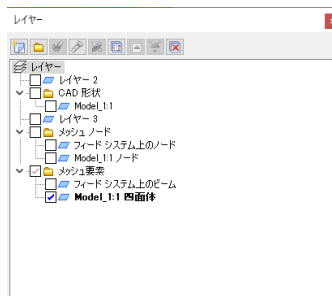 レイヤー
レイヤー
レイヤー 2
CAD 形状
Model_1:1
レイヤー 3
メッシュ ノード
フィード システム上のノード
Model_1:1 ノード
メッシュ要素
フィード システム上のビーム
Model_1:1 四面体